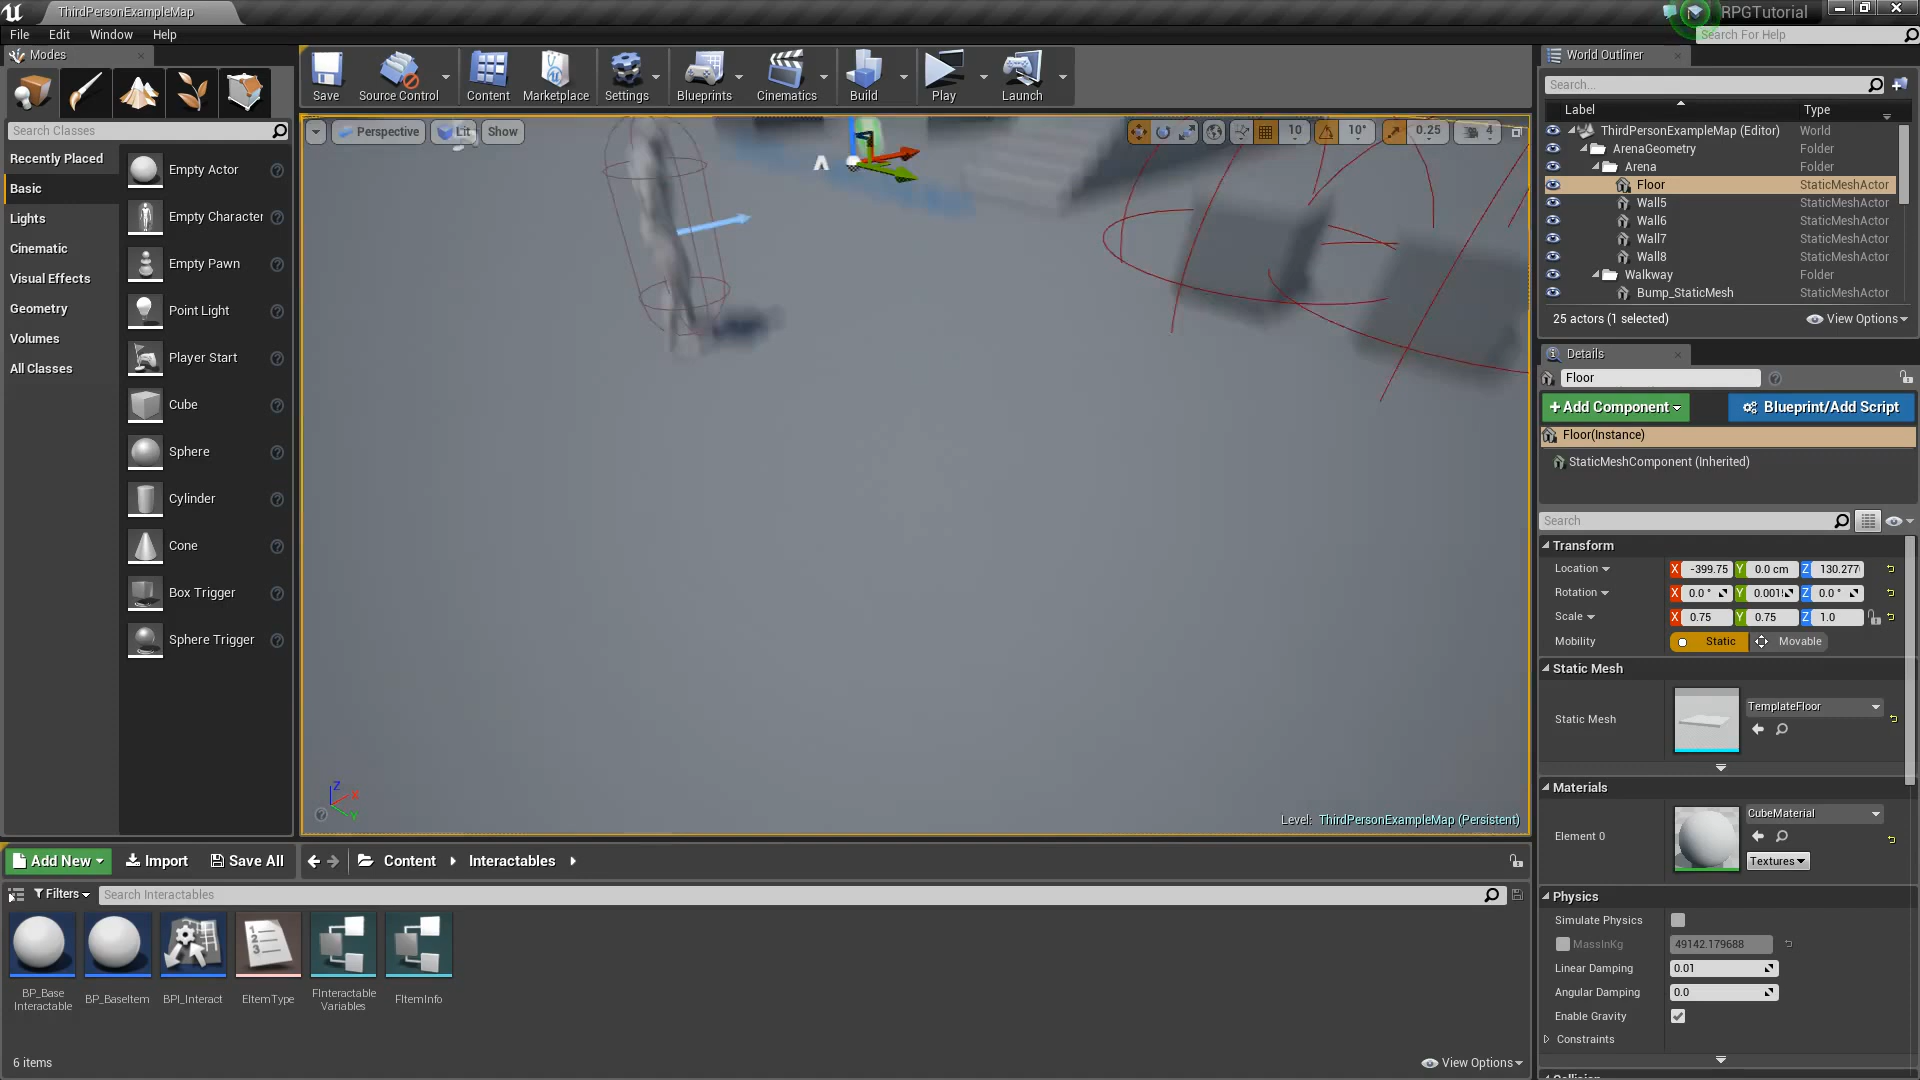 ThirdPersonExampleMap
RPGTutorial
File Edit Window Help
Search For Help
Modes
Search Classes
Recently Placed
Basic
Lights
Cinematic
Visual Effects
Geometry
Volumes
All Classes
Empty Actor
Empty Character
Empty Pawn
Point Light
Player Start
Cube
Sphere
Cylinder
Cone
Box Trigger
Sphere Trigger
Save
Source Control
Content
Marketplace
Settings
Blueprints
Cinematics
Build
Play
Launch
Perspective
Lit
Show
10
10°
0.25
4
Z
X
Y
Level: ThirdPersonExampleMap (Persistent)
World Outliner
Search...
Label Type
ThirdPersonExampleMap (Editor) World
ArenaGeometry Folder
Arena Folder
Floor StaticMeshActor
Wall5 StaticMeshActor
Wall6 StaticMeshActor
Wall7 StaticMeshActor
Wall8 StaticMeshActor
Walkway Folder
Bump_StaticMesh StaticMeshActor
25 actors (1 selected)
View Options
Details
Floor
+Add Component
Blueprint/Add Script
Floor(Instance)
StaticMeshComponent (Inherited)
Search
Transform
Location X -399.75 Y 0.0 cm Z 130.277
Rotation X 0.0 ° Y 0.001 Z 0.0 °
Scale X 0.75 Y 0.75 Z 1.0
Mobility Static Movable
Static Mesh
Static Mesh
TemplateFloor
Materials
Element 0
CubeMaterial
Textures
Physics
Simulate Physics
MassInKg 49142.179688
Linear Damping 0.01
Angular Damping 0.0
Enable Gravity
Constraints
Add New Import Save All Content Interactables
Filters
Search Interactables
BP_Base
Interactable
BP_BaseItem
BPI_Interact
EItemType
FInteractable
Variables
FItemInfo
6 items
View Options